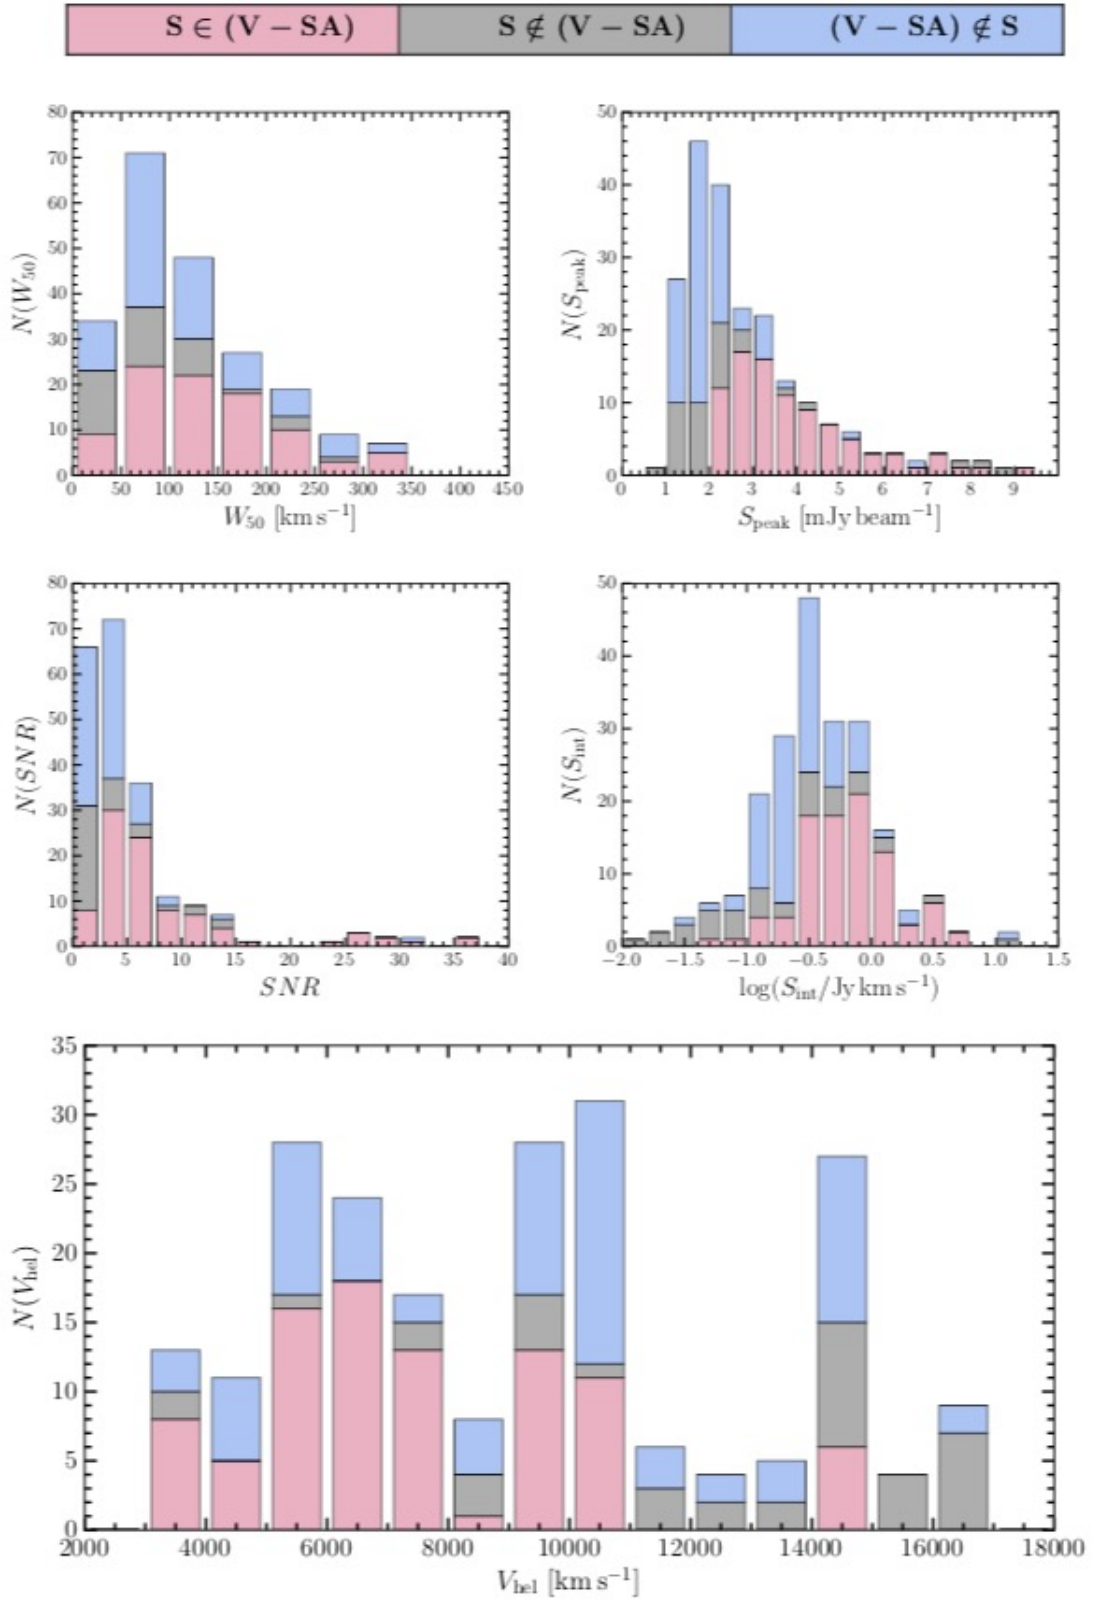 S ∈ (V − SA) S ∉ (V − SA) (V − SA) ∉ S
80 70 60 50 40 30 20 10 0
N(W50)
0 50 100 150 200 250 300 350 400 450
W50 [km s−1]
50 40 30 20 10 0
N(Speak)
0 1 2 3 4 5 6 7 8 9
Speak [mJy beam−1]
80 70 60 50 40 30 20 10 0
N(SNR)
0 5 10 15 20 25 30 35 40
SNR
50 40 30 20 10 0
N(Sint)
−2.0 −1.5 −1.0 −0.5 0.0 0.5 1.0 1.5
log(Sint/Jy km s−1)
35 30 25 20 15 10 5 0
N(Vhel)
2000 4000 6000 8000 10000 12000 14000 16000 18000
Vhel [km s−1]